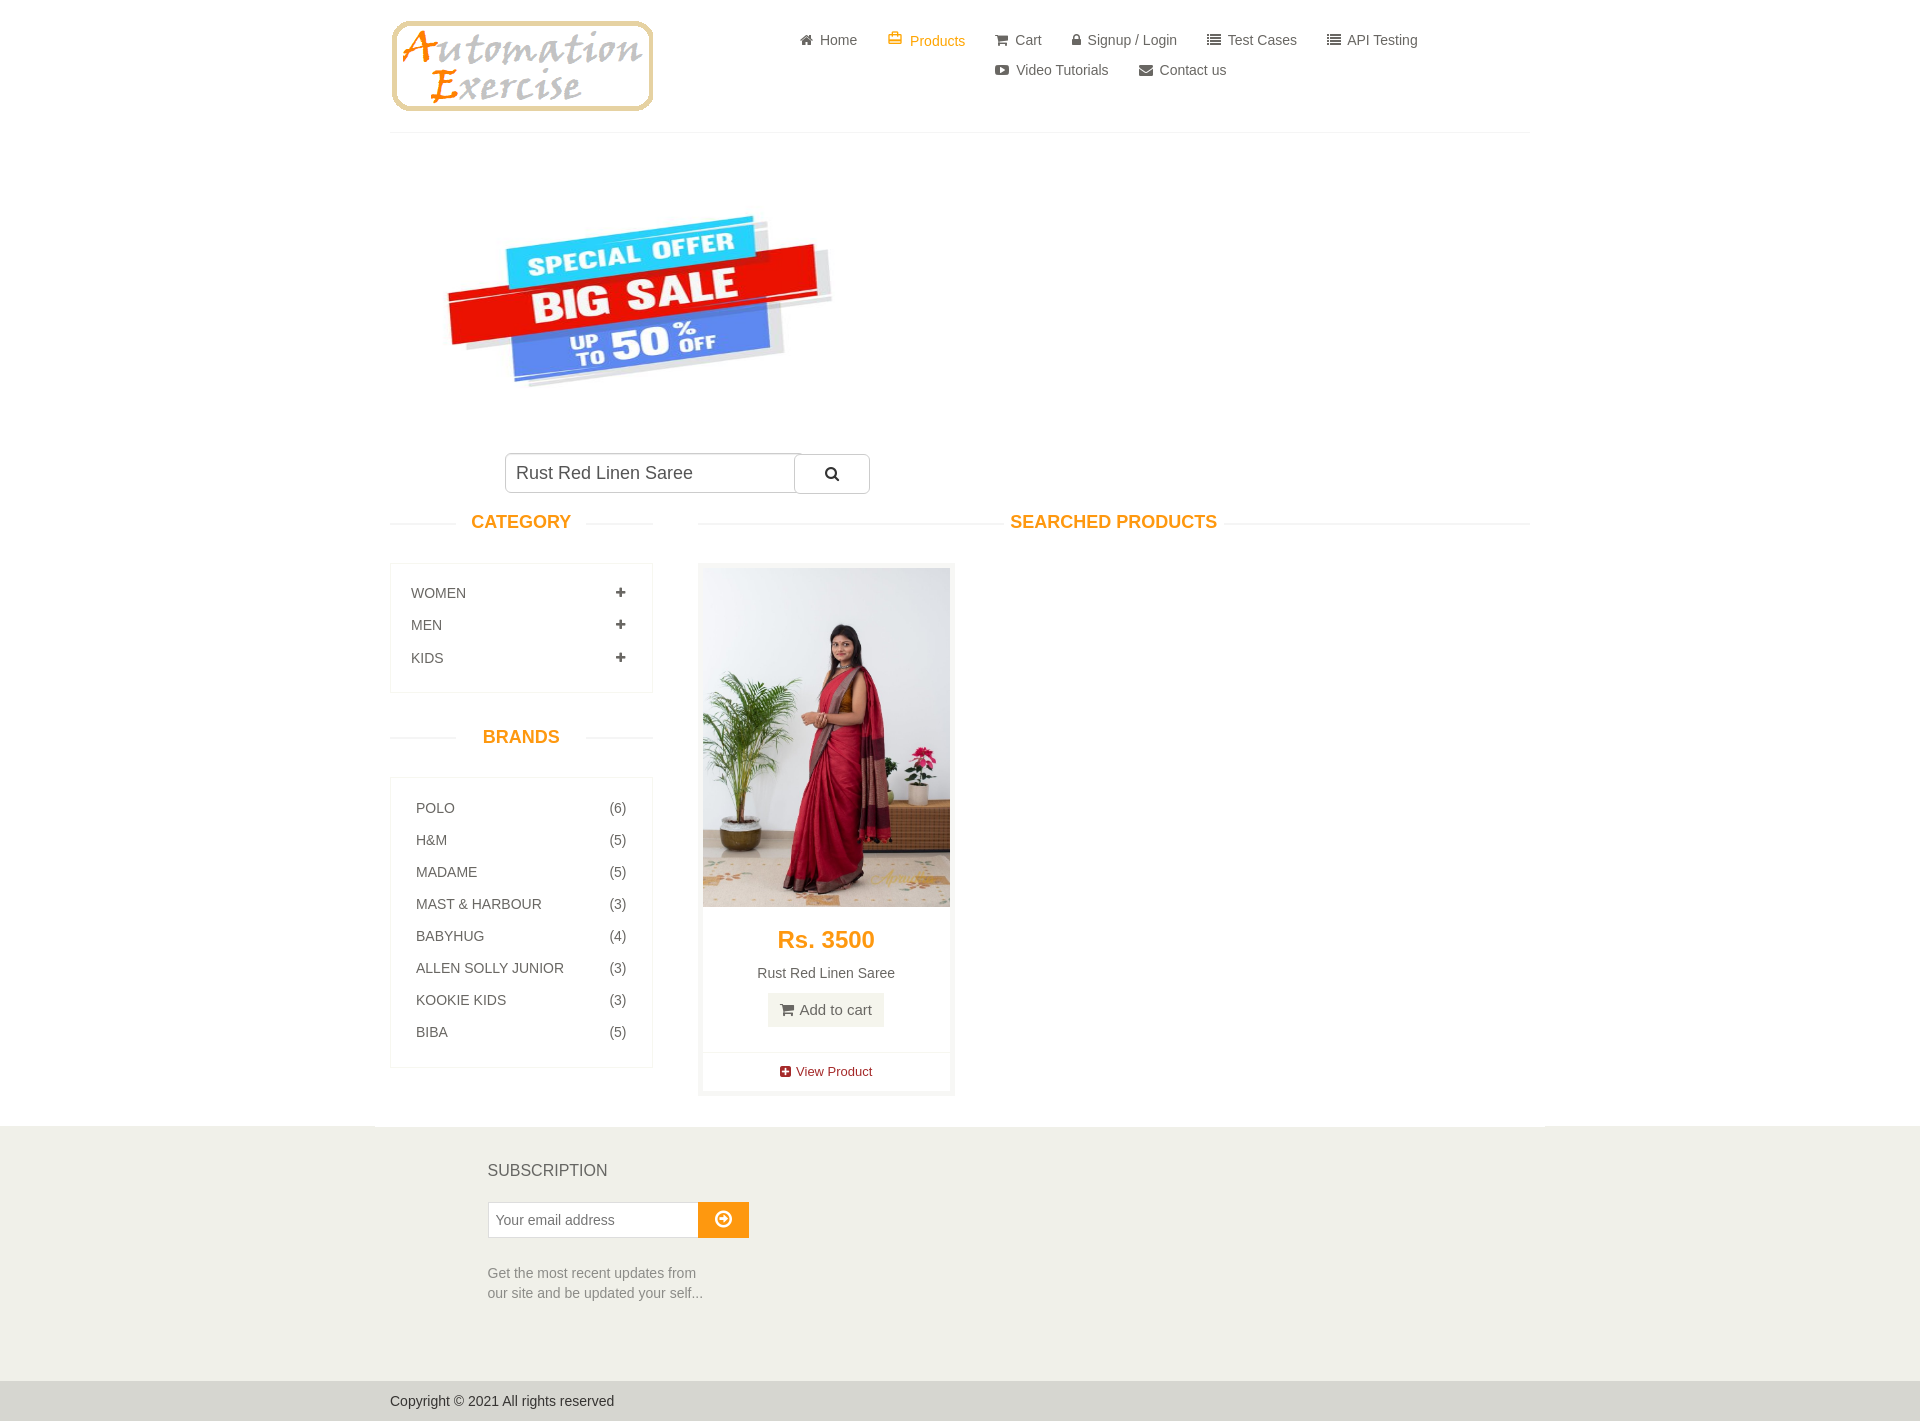 Automation
Exercise
Home
Products
Cart
Signup / Login
Test Cases
API Testing
Video Tutorials
Contact us
SPECIAL OFFER
BIG SALE
UP TO 50% OFF
Rust Red Linen Saree
CATEGORY
WOMEN
MEN
KIDS
BRANDS
POLO (6)
H&M (5)
MADAME (5)
MAST & HARBOUR (3)
BABYHUG (4)
ALLEN SOLLY JUNIOR (3)
KOOKIE KIDS (3)
BIBA (5)
SEARCHED PRODUCTS
Rs. 3500
Rust Red Linen Saree
Add to cart
View Product
SUBSCRIPTION
Your email address
Get the most recent updates from
our site and be updated your self...
Copyright © 2021 All rights reserved